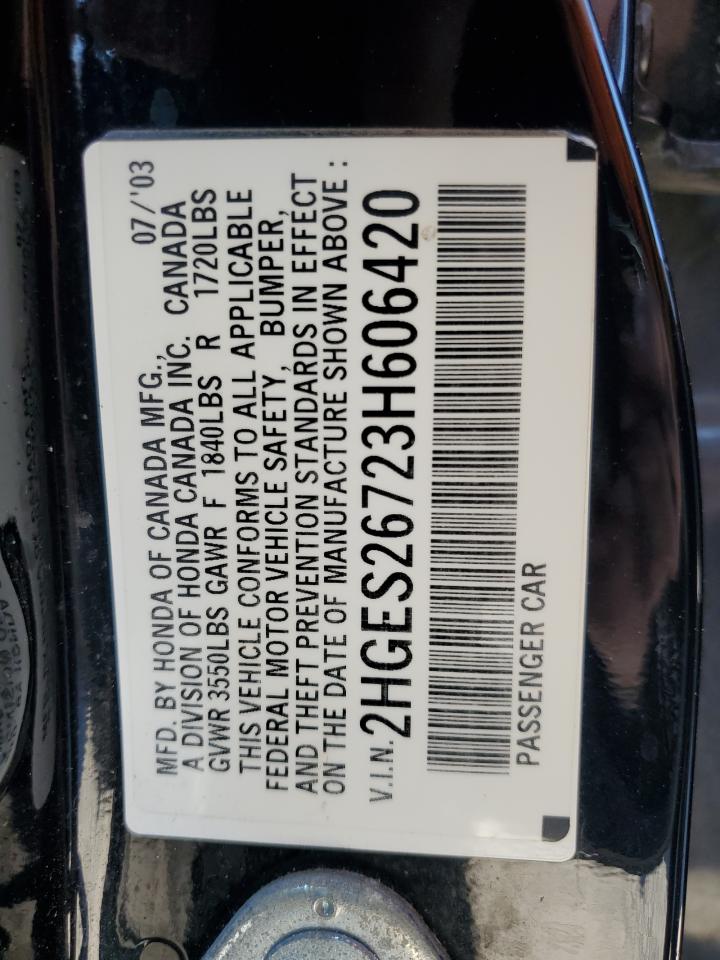 MFD. BY HONDA OF CANADA MFG., 07/'03
A DIVISION OF HONDA CANADA INC. CANADA
GVWR 3550LBS GAWR F 1840LBS R 1720LBS
THIS VEHICLE CONFORMS TO ALL APPLICABLE
FEDERAL MOTOR VEHICLE SAFETY, BUMPER,
AND THEFT PREVENTION STANDARDS IN EFFECT
ON THE DATE OF MANUFACTURE SHOWN ABOVE :
V.I.N. 2HGES26723H606420
PASSENGER CAR